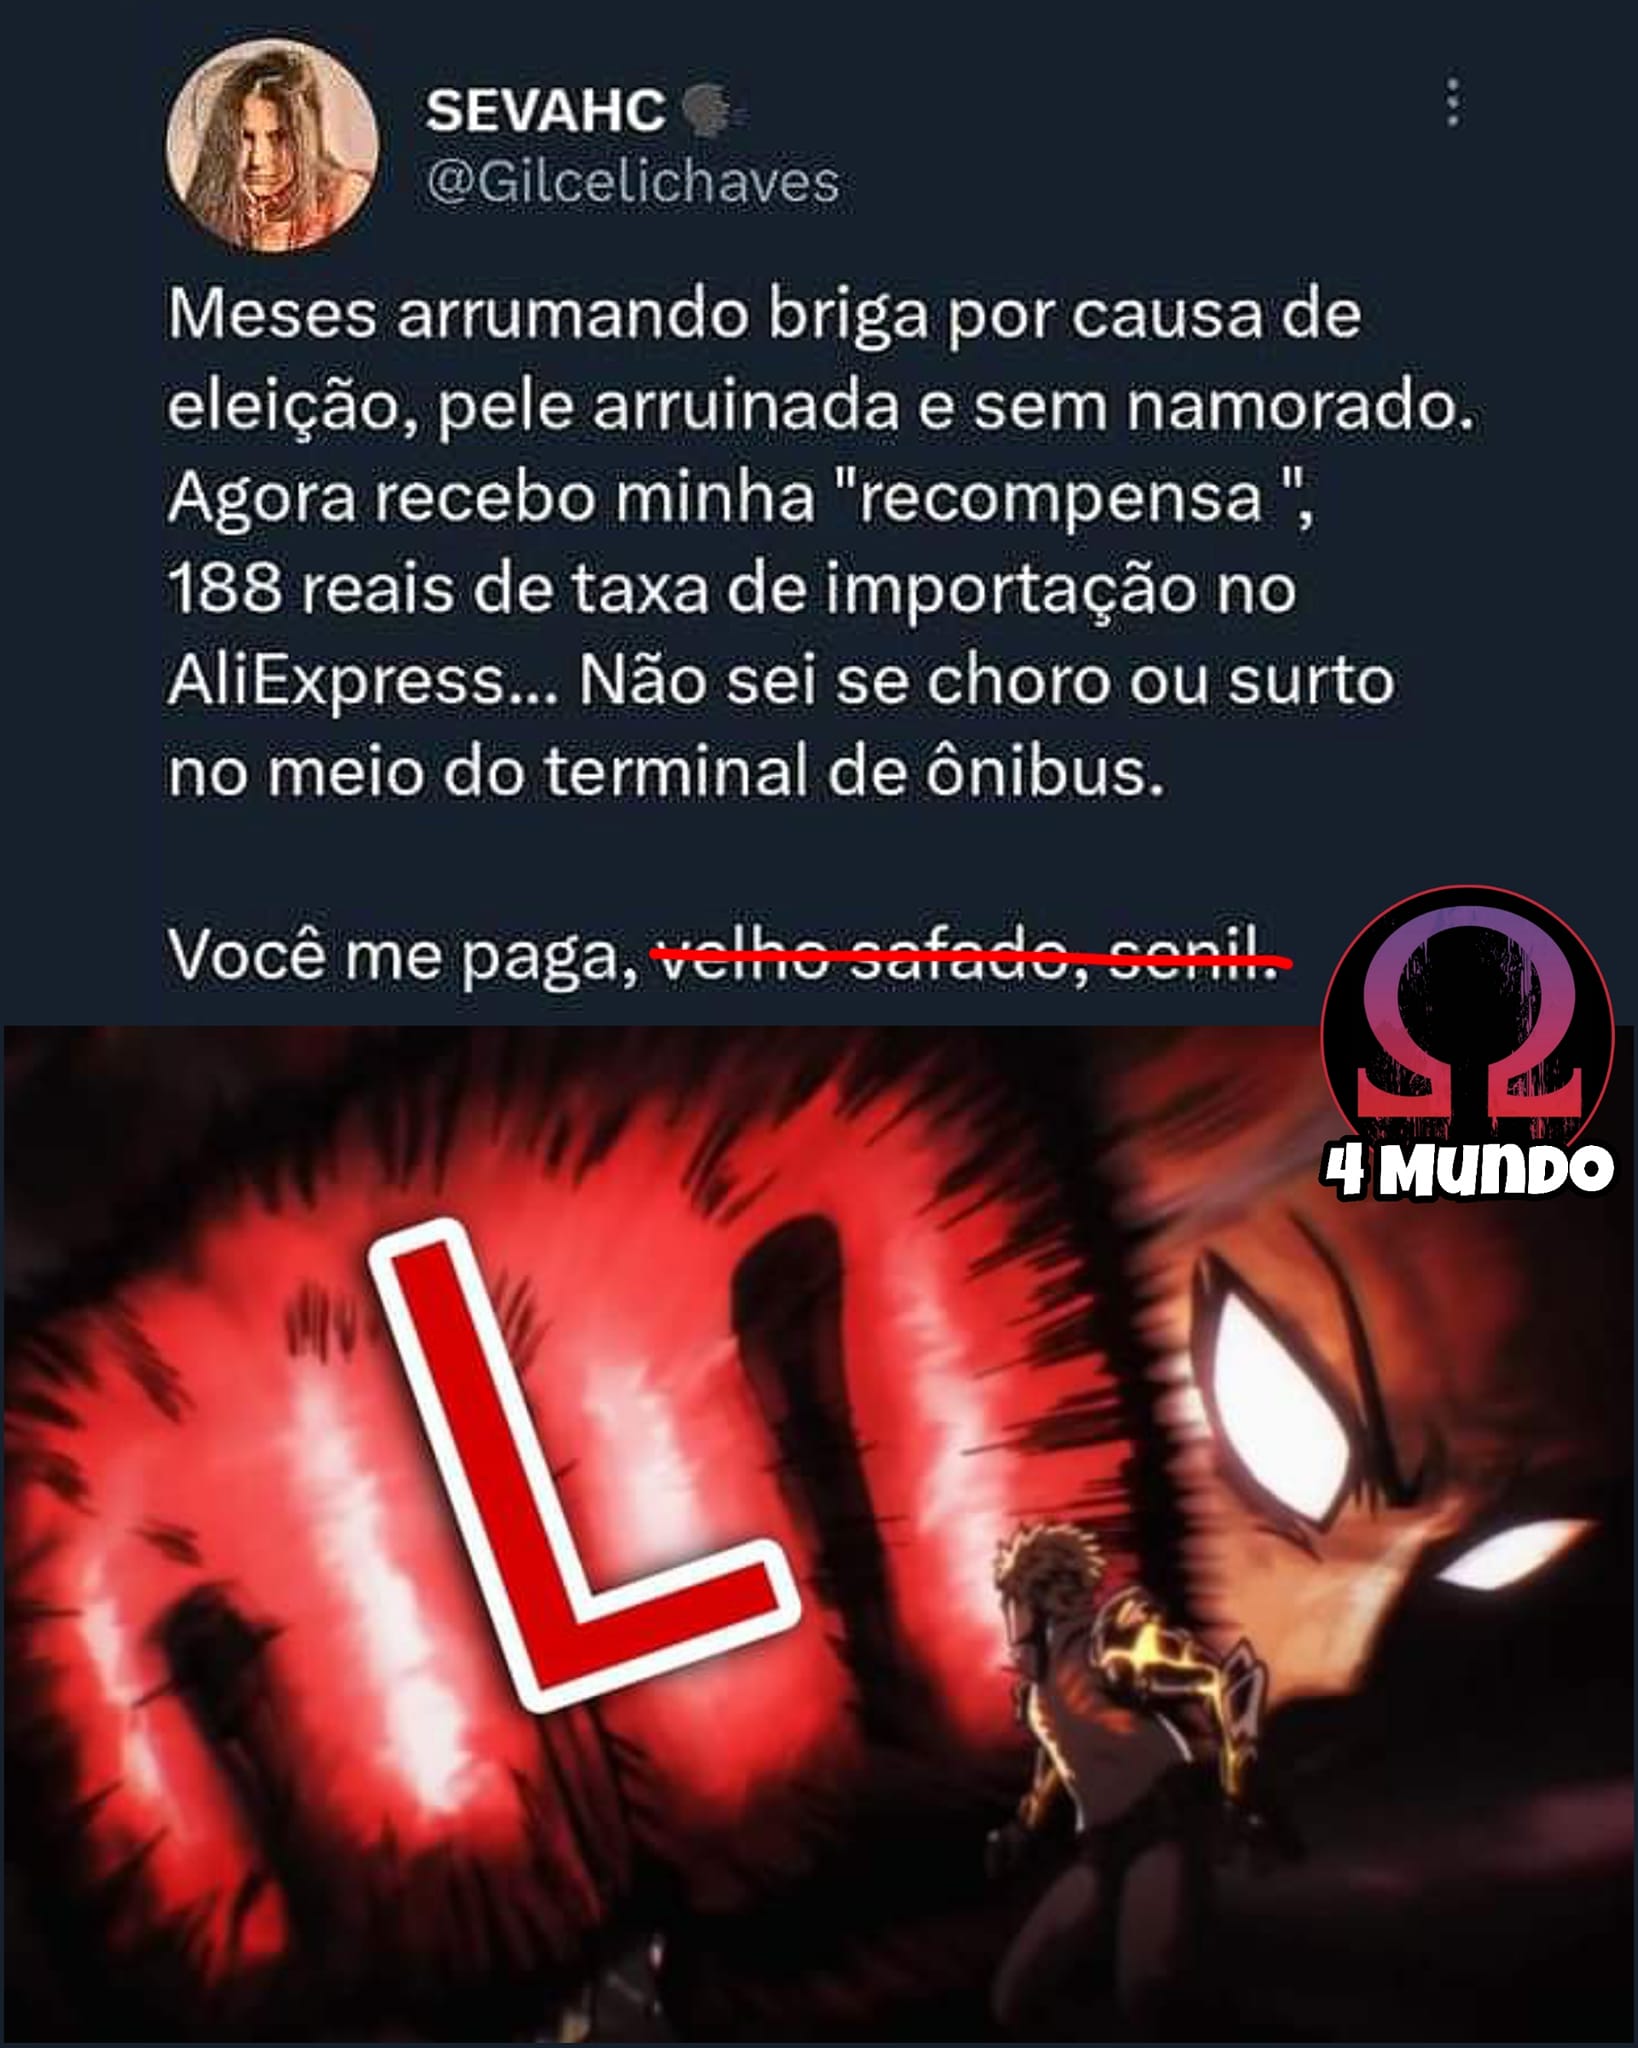 SEVAHC
@Gilcelichaves
Meses arrumando briga por causa de
eleição, pele arruinada e sem namorado.
Agora recebo minha "recompensa ",
188 reais de taxa de importação no
AliExpress... Não sei se choro ou surto
no meio do terminal de ônibus.
Você me paga, velho safado, senil.
Ω
4 MUNDO
L